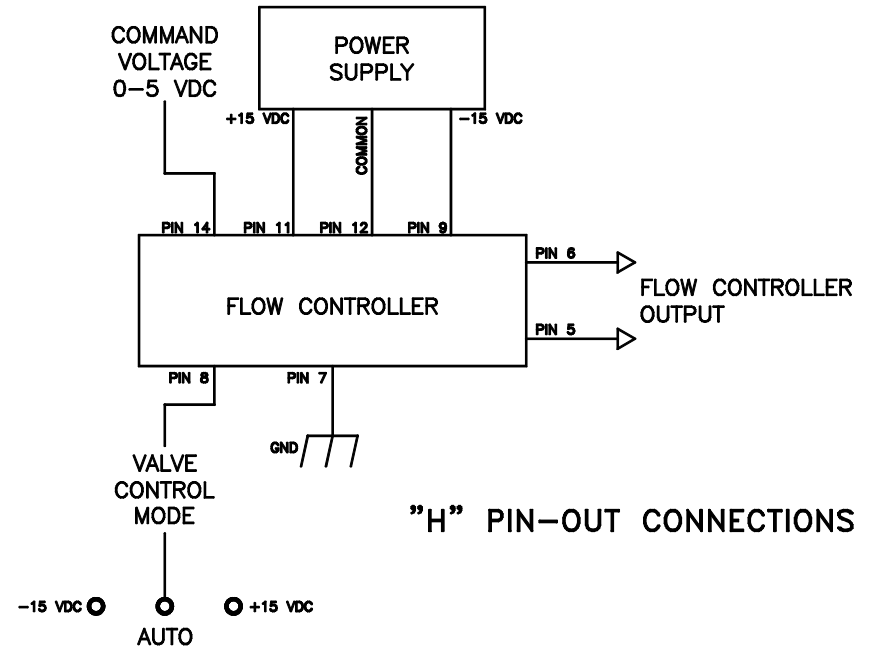 COMMAND
VOLTAGE
0-5 VDC
POWER
SUPPLY
+15 VDC
COMMON
-15 VDC
PIN 14
PIN 11
PIN 12
PIN 9
FLOW CONTROLLER
PIN 6
PIN 5
FLOW CONTROLLER
OUTPUT
PIN 8
PIN 7
GND
VALVE
CONTROL
MODE
"H" PIN-OUT CONNECTIONS
-15 VDC
+15 VDC
AUTO